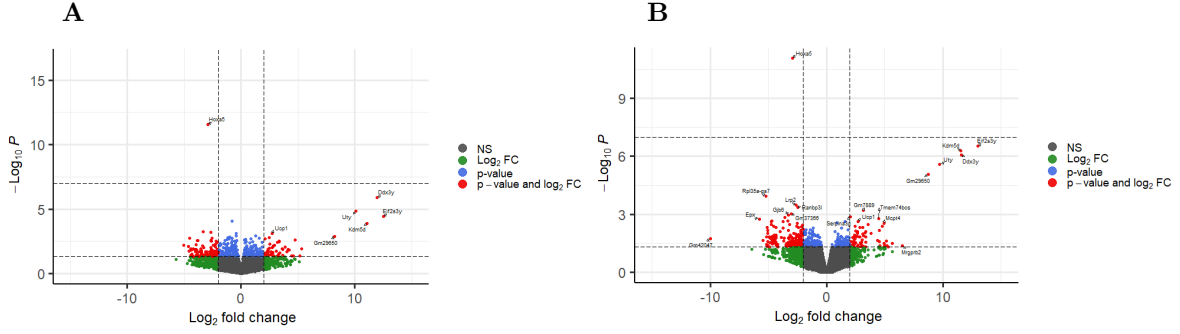 A
B
15
10
5
0
-10
0
10
− Log10 P
Log2 fold change
Hoxa5
Ddx3y
Uty
Eif2s3y
Kdm5d
Ucp1
Gm29650
NS
Log2 FC
p-value
p − value and log2 FC
9
6
3
0
-10
0
10
− Log10 P
Log2 fold change
Hoxa5
Eif2s3y
Kdm5d
Uty
Ddx3y
Gm29650
Rpl35a-ps7
Lrp2
Gjb6
Ranbp3l
Epx
Gm37366
Gm7889
Tmem74bos
Ucp1
Mcpt4
Gm42047
Mrgprb2
NS
Log2 FC
p-value
p − value and log2 FC